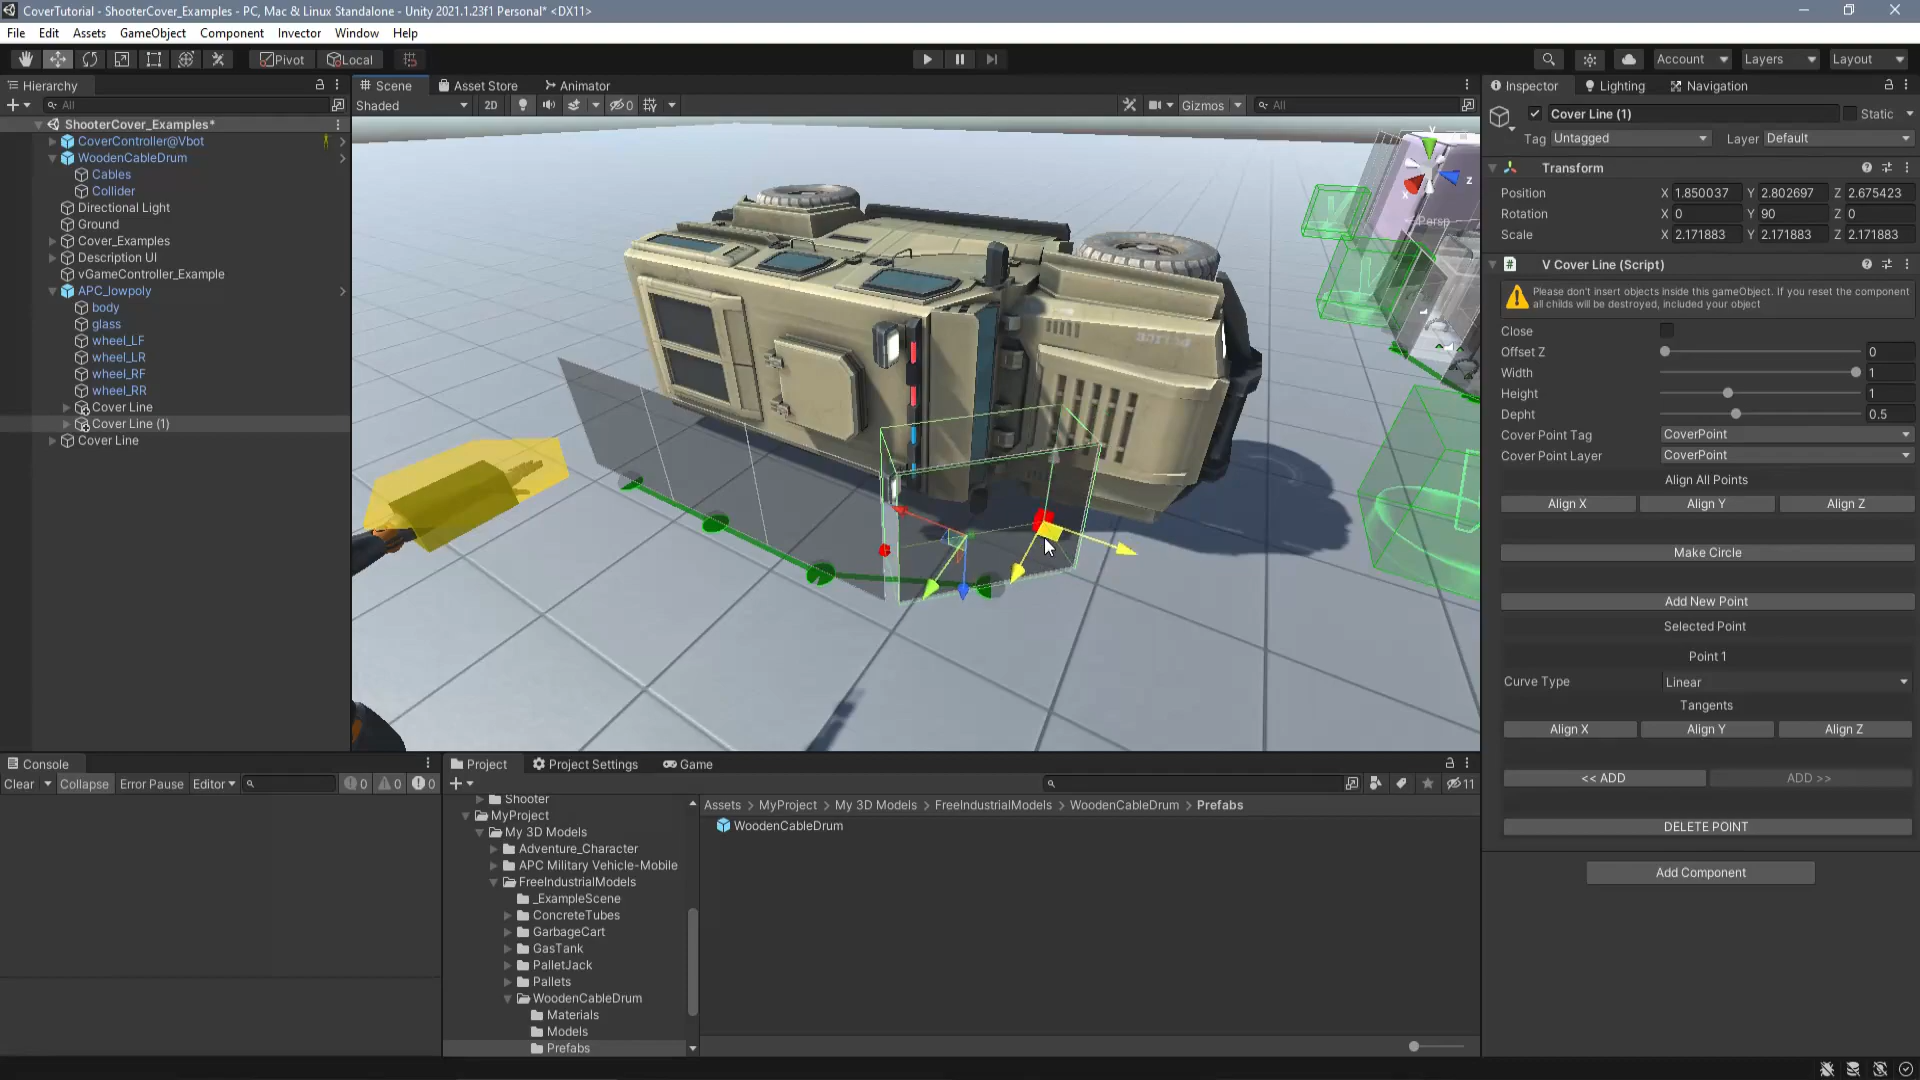 CoverTutorial - ShooterCover_Examples - PC, Mac & Linux Standalone - Unity 2021.1.23f1 Personal* <DX11>
File Edit Assets GameObject Component Invector Window Help
Pivot Local Account Layers Layout
Hierarchy
All
ShooterCover_Examples*
CoverController@Vbot
WoodenCableDrum
Cables
Collider
Directional Light
Ground
Cover_Examples
Description UI
vGameController_Example
APC_lowpoly
body
glass
wheel_LF
wheel_LR
wheel_RF
wheel_RR
Cover Line
Cover Line (1)
Cover Line
Scene Asset Store Animator
Shaded 2D 0 Gizmos All
y
x
z
Persp
Inspector Lighting Navigation
Cover Line (1) Static
Tag Untagged Layer Default
Transform
Position X 1.850037 Y 2.802697 Z 2.675423
Rotation X 0 Y 90 Z 0
Scale X 2.171883 Y 2.171883 Z 2.171883
V Cover Line (Script)
Please don't insert objects inside this gameObject. If you reset the component
all childs will be destroyed, included your object
Close
Offset Z 0
Width 1
Height 1
Depht 0.5
Cover Point Tag CoverPoint
Cover Point Layer CoverPoint
Align All Points
Align X Align Y Align Z
Make Circle
Add New Point
Selected Point
Point 1
Curve Type Linear
Tangents
Align X Align Y Align Z
<< ADD ADD >>
DELETE POINT
Add Component
Console
Clear Collapse Error Pause Editor 0 0 0
Project Project Settings Game
11
Shooter
MyProject
My 3D Models
Adventure_Character
APC Military Vehicle-Mobile
FreeIndustrialModels
_ExampleScene
ConcreteTubes
GarbageCart
GasTank
PalletJack
Pallets
WoodenCableDrum
Materials
Models
Prefabs
Assets > MyProject > My 3D Models > FreeIndustrialModels > WoodenCableDrum > Prefabs
WoodenCableDrum